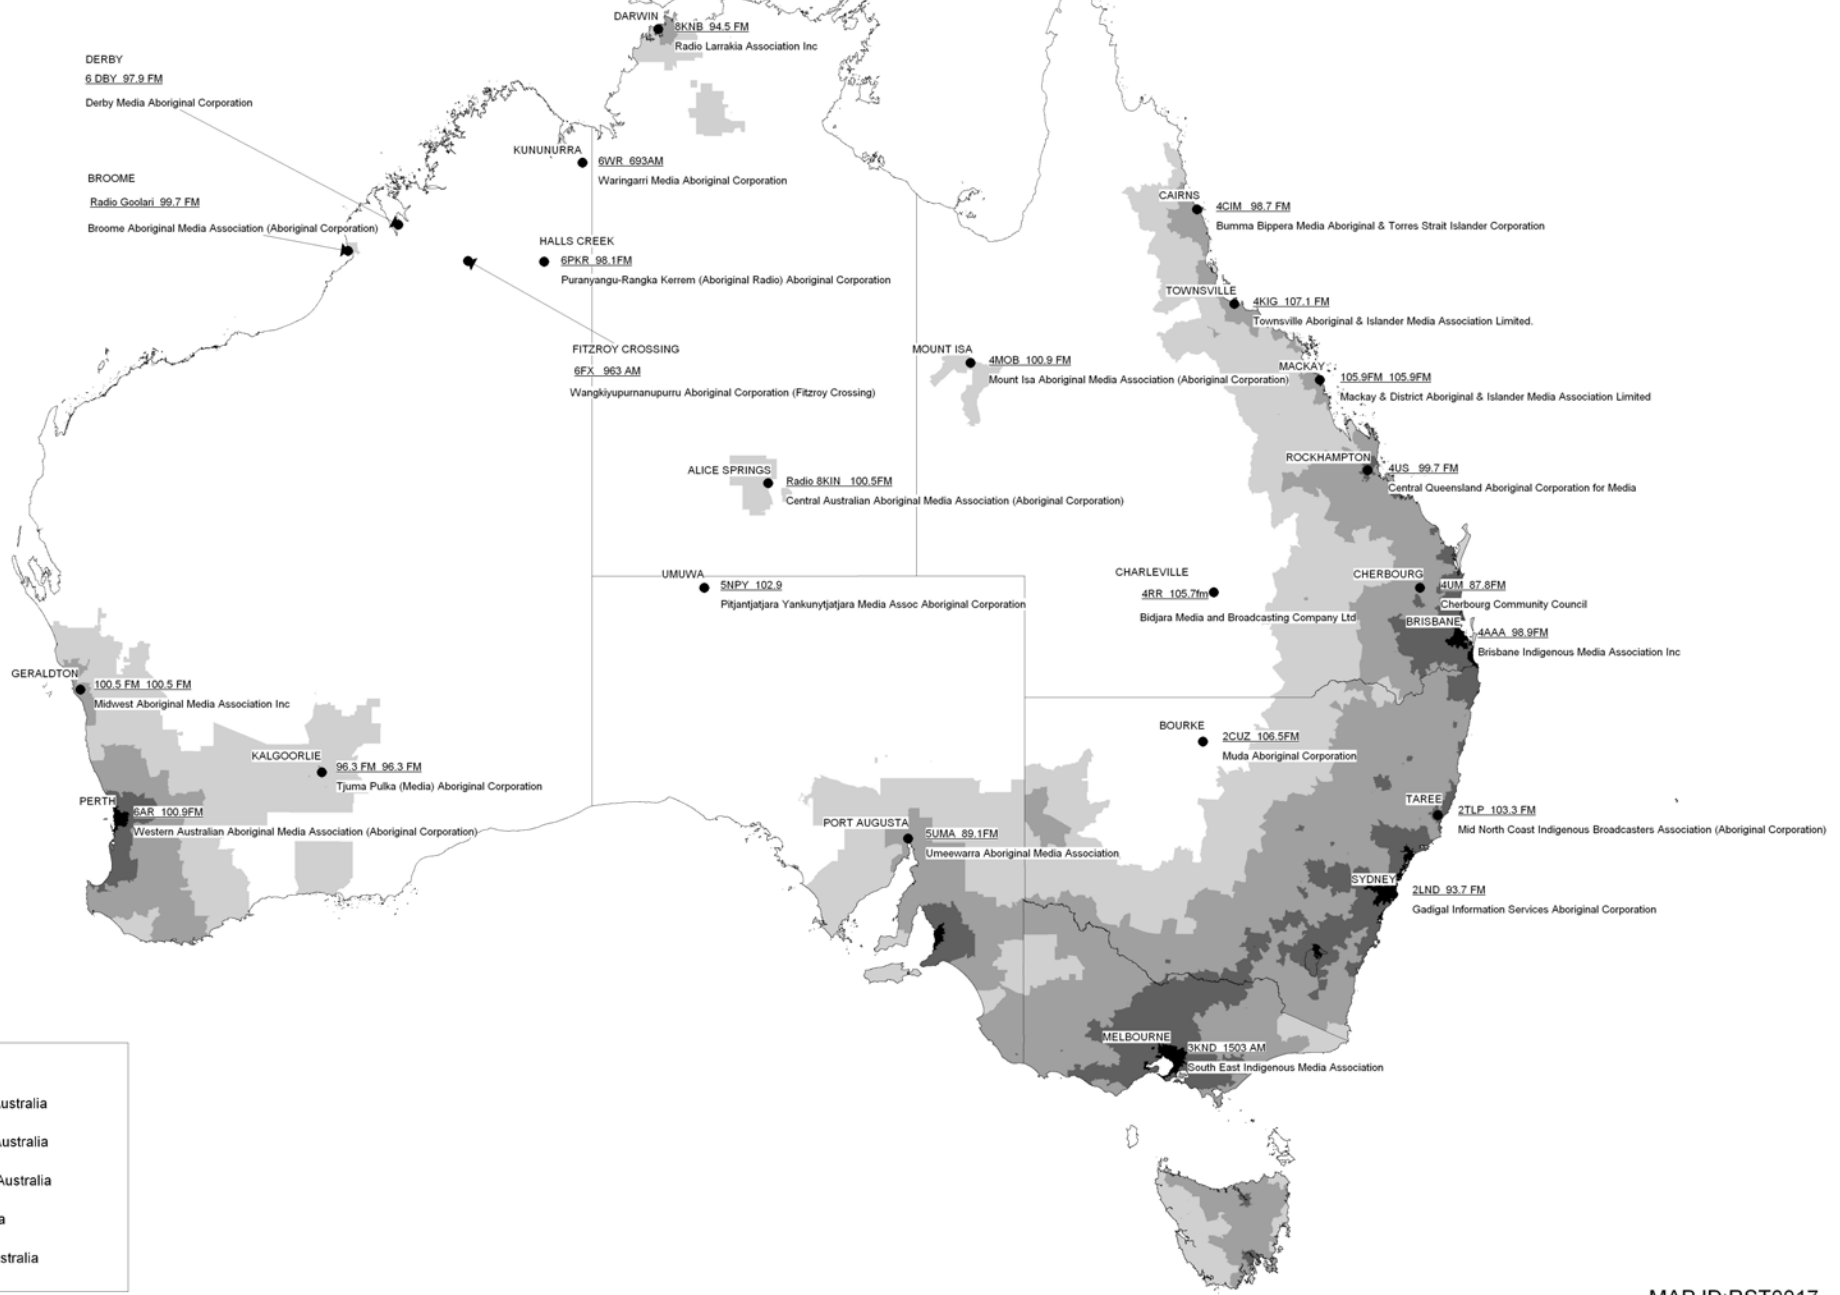 DARWIN
8KNB 94.5 FM
Radio Larrakia Association Inc
DERBY
6 DBY 97.9 FM
Derby Media Aboriginal Corporation
KUNUNURRA
6WR 693AM
Waringarri Media Aboriginal Corporation
BROOME
Radio Goolari 99.7 FM
Broome Aboriginal Media Association (Aboriginal Corporation)
CAIRNS
4CIM 98.7 FM
Bumma Bippera Media Aboriginal & Torres Strait Islander Corporation
HALLS CREEK
6PKR 98.1FM
Puranyangu-Rangka Kerrem (Aboriginal Radio) Aboriginal Corporation
TOWNSVILLE
4KIG 107.1 FM
Townsville Aboriginal & Islander Media Association Limited.
FITZROY CROSSING
6FX 963 AM
Wangkiyupurnanupurru Aboriginal Corporation (Fitzroy Crossing)
MOUNT ISA
4MOB 100.9 FM
Mount Isa Aboriginal Media Association (Aboriginal Corporation)
MACKAY
105.9FM 105.9FM
Mackay & District Aboriginal & Islander Media Association Limited
ROCKHAMPTON
4US 99.7 FM
Central Queensland Aboriginal Corporation for Media
ALICE SPRINGS
Radio 8KIN 100.5FM
Central Australian Aboriginal Media Association (Aboriginal Corporation)
UMUWA
5NPY 102.9
Pitjantjatjara Yankunytjatjara Media Assoc Aboriginal Corporation
CHARLEVILLE
4RR 105.7fm
Bidjara Media and Broadcasting Company Ltd
CHERBOURG
4UM 87.8FM
Cherbourg Community Council
BRISBANE
4AAA 98.9FM
Brisbane Indigenous Media Association Inc
GERALDTON
100.5 FM 100.5 FM
Midwest Aboriginal Media Association Inc
BOURKE
2CUZ 106.5FM
Muda Aboriginal Corporation
KALGOORLIE
96.3 FM 96.3 FM
Tjuma Pulka (Media) Aboriginal Corporation
PERTH
6AR 100.9FM
Western Australian Aboriginal Media Association (Aboriginal Corporation)
TAREE
2TLP 103.3 FM
Mid North Coast Indigenous Broadcasters Association (Aboriginal Corporation)
PORT AUGUSTA
5UMA 89.1FM
Umeewarra Aboriginal Media Association
SYDNEY
2LND 93.7 FM
Gadigal Information Services Aboriginal Corporation
MELBOURNE
3KND 1503 AM
South East Indigenous Media Association
Australia
Australia
Australia
a
stralia
MAP ID:RST0017